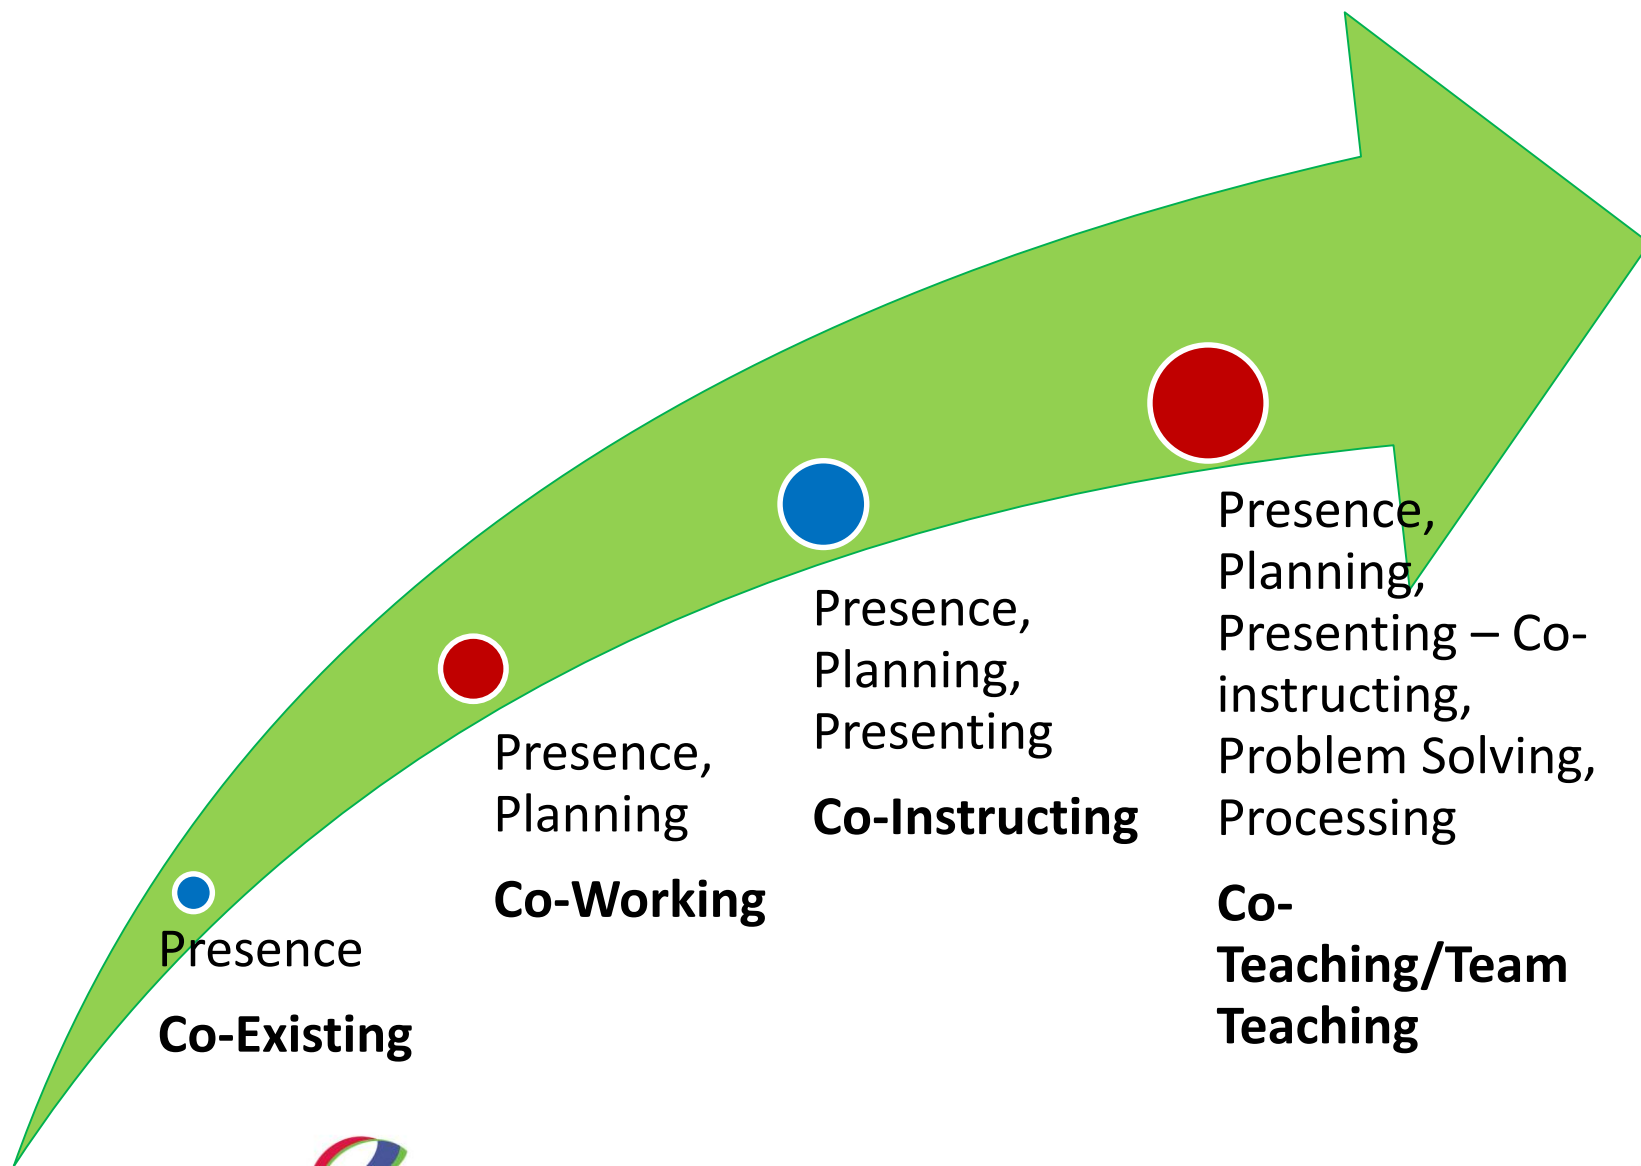 Presence
Co-Existing
Presence,
Planning
Co-Working
Presence,
Planning,
Presenting
Co-Instructing
Presence,
Planning,
Presenting – Co-
instructing,
Problem Solving,
Processing
Co-
Teaching/Team
Teaching